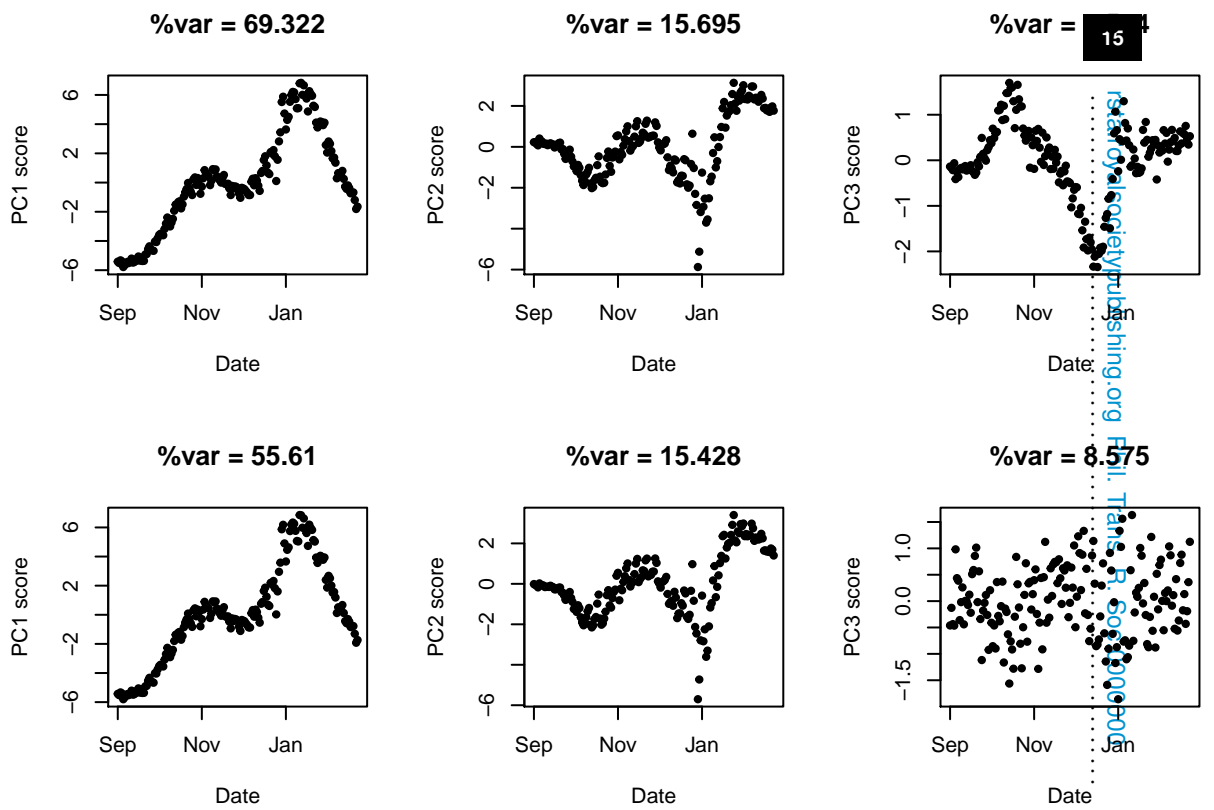 %var = 69.322
%var = 15.695
%var =
15
PC1 score
6
2
−2
−6
Sep Nov Jan
Date
PC2 score
2
0
−2
−6
Sep Nov Jan
Date
PC3 score
1
0
−1
−2
Sep Nov Jan
Date
%var = 55.61
%var = 15.428
%var = 8.575
PC1 score
6
2
−2
−6
Sep Nov Jan
Date
PC2 score
2
0
−2
−6
Sep Nov Jan
Date
PC3 score
1.0
0.0
−1.5
Sep Nov Jan
Date
rsta.royalsocietypublishing.org Phil. Trans. R. Soc. 0000000